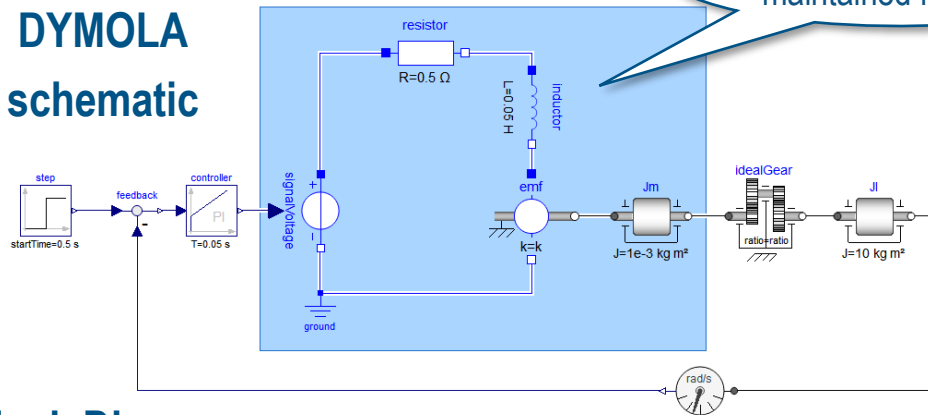 DYMOLA
schematic
maintained
resistor
R=0.5 Ω
L=0.05 H
inductor
step
startTime=0.5 s
feedback
-
controller
PI
T=0.05 s
signalVoltage
+
-
emf
k=k
ground
Jm
J=1e-3 kg m²
idealGear
ratio=ratio
Jl
J=10 kg m²
rad/s